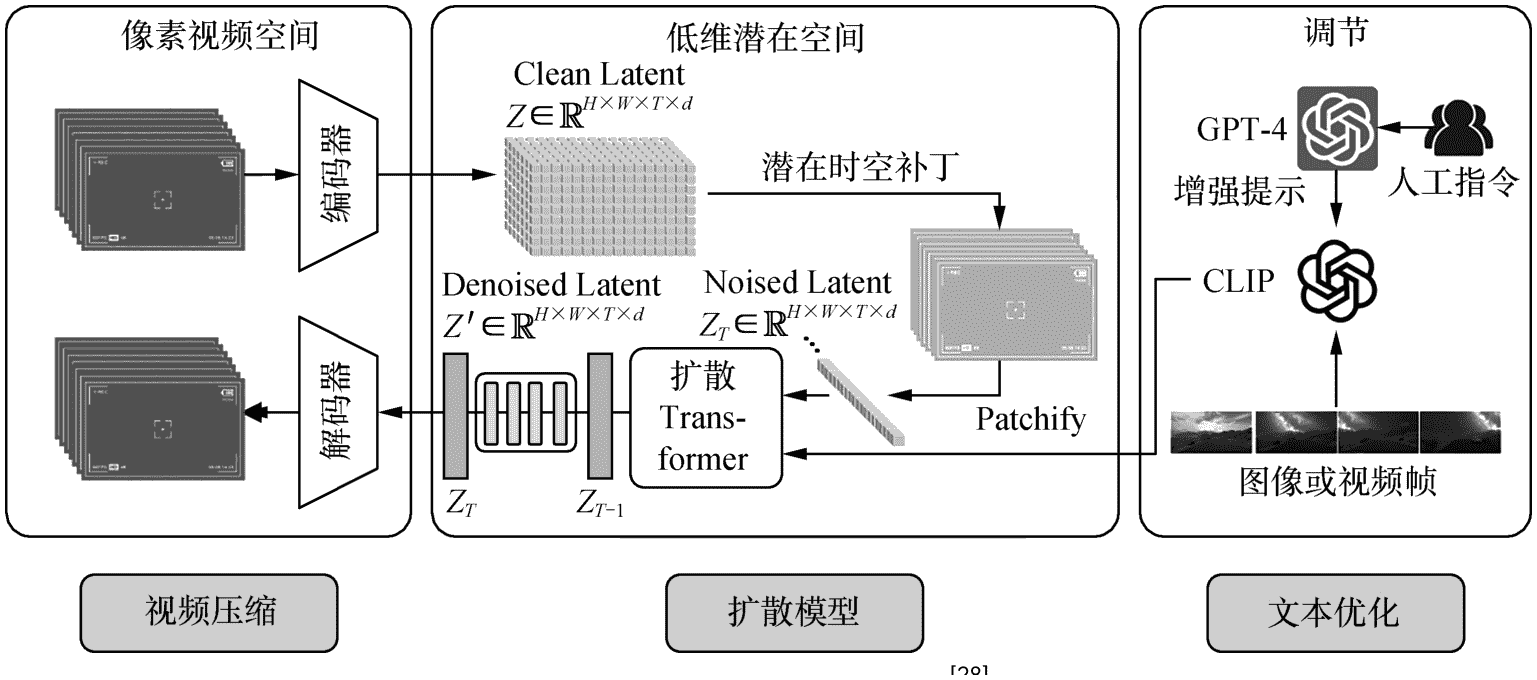 像素视频空间
编码器
解码器
低维潜在空间
Clean Latent
Z∈ℝ^{H×W×T×d}
潜在时空补丁
Denoised Latent
Z′∈ℝ^{H×W×T×d}
Noised Latent
Z_T∈ℝ^{H×W×T×d}
扩散
Trans-
former
Patchify
Z_T
Z_{T-1}
调节
GPT-4
增强提示
人工指令
CLIP
图像或视频帧
视频压缩
扩散模型
文本优化